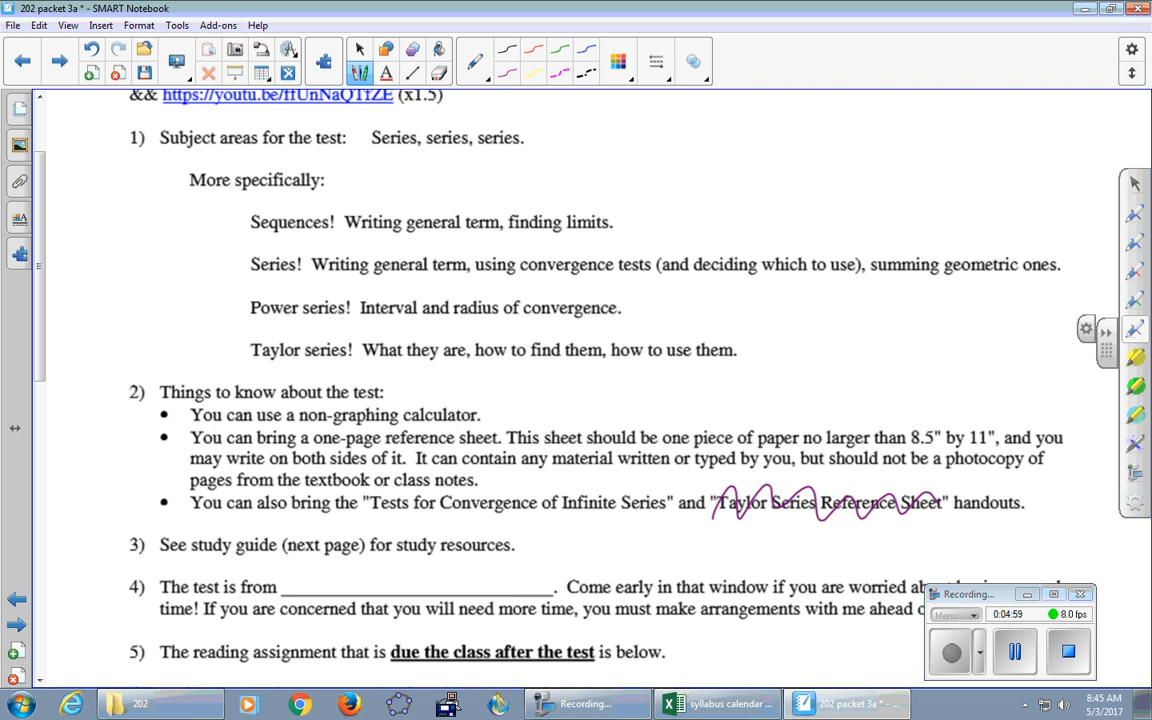 202 packet 3a * - SMART Notebook
File Edit View Insert Format Tools Add-ons Help
&& https://youtu.be/ffUnNaQTfZE (x1.5)
1) Subject areas for the test: Series, series, series.
More specifically:
Sequences! Writing general term, finding limits.
Series! Writing general term, using convergence tests (and deciding which to use), summing geometric ones.
Power series! Interval and radius of convergence.
Taylor series! What they are, how to find them, how to use them.
2) Things to know about the test:
• You can use a non-graphing calculator.
• You can bring a one-page reference sheet. This sheet should be one piece of paper no larger than 8.5" by 11", and you
may write on both sides of it. It can contain any material written or typed by you, but should not be a photocopy of
pages from the textbook or class notes.
• You can also bring the "Tests for Convergence of Infinite Series" and "Taylor Series Reference Sheet" handouts.
3) See study guide (next page) for study resources.
4) The test is from ______________________________. Come early in that window if you are worried
time! If you are concerned that you will need more time, you must make arrangements with me ahead
Recording...
Menu 0:04:59 8.0 fps
5) The reading assignment that is due the class after the test is below.
202
Recording...
syllabus calendar ...
202 packet 3a * - ...
8:45 AM
5/3/2017